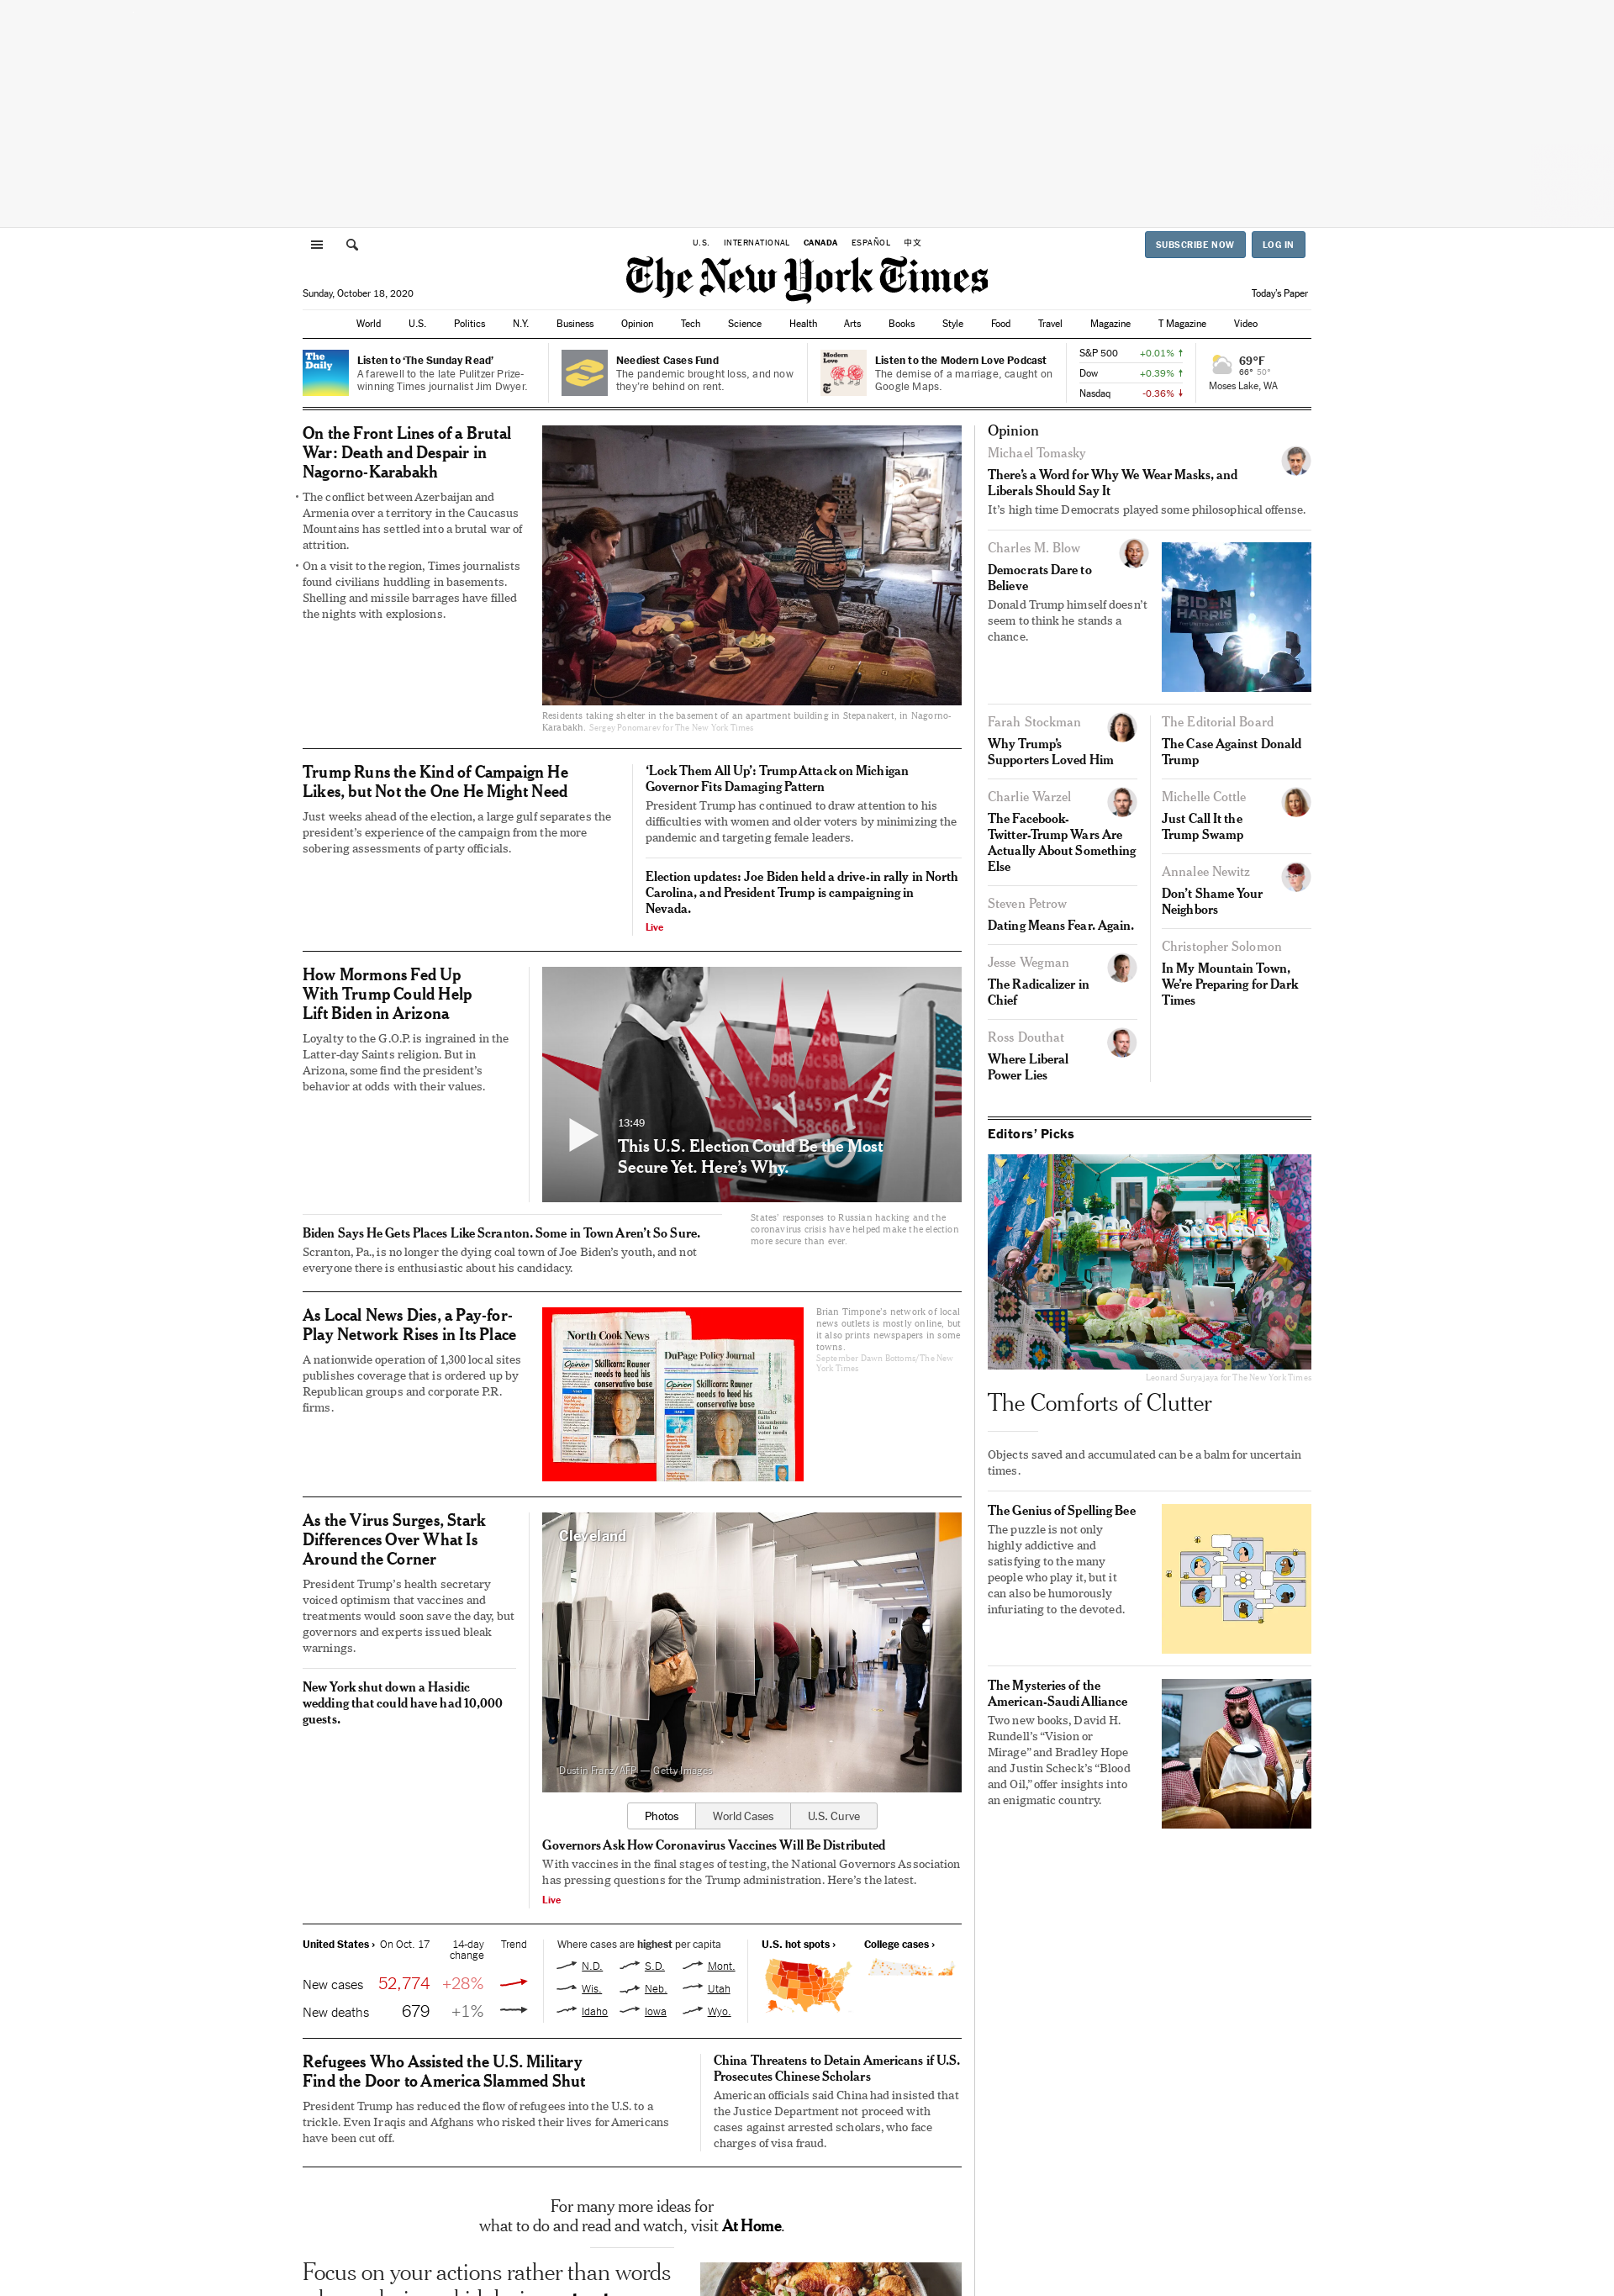 U.S. INTERNATIONAL CANADA ESPAÑOL 中文
SUBSCRIBE NOW LOG IN
The New York Times
Sunday, October 18, 2020
Today's Paper
World U.S. Politics N.Y. Business Opinion Tech Science Health Arts Books Style Food Travel Magazine T Magazine Video
The
Daily
Listen to ‘The Sunday Read’
A farewell to the late Pulitzer Prize-
winning Times journalist Jim Dwyer.
Neediest Cases Fund
The pandemic brought loss, and now
they’re behind on rent.
Modern
Love
Listen to the Modern Love Podcast
The demise of a marriage, caught on
Google Maps.
S&P 500 +0.01%
Dow +0.39%
Nasdaq -0.36%
69°F
66° 50°
Moses Lake, WA
On the Front Lines of a Brutal
War: Death and Despair in
Nagorno-Karabakh
• The conflict between Azerbaijan and
Armenia over a territory in the Caucasus
Mountains has settled into a brutal war of
attrition.
• On a visit to the region, Times journalists
found civilians huddling in basements.
Shelling and missile barrages have filled
the nights with explosions.
Residents taking shelter in the basement of an apartment building in Stepanakert, in Nagorno-
Karabakh. Sergey Ponomarev for The New York Times
Trump Runs the Kind of Campaign He
Likes, but Not the One He Might Need
Just weeks ahead of the election, a large gulf separates the
president’s experience of the campaign from the more
sobering assessments of party officials.
‘Lock Them All Up’: Trump Attack on Michigan
Governor Fits Damaging Pattern
President Trump has continued to draw attention to his
difficulties with women and older voters by minimizing the
pandemic and targeting female leaders.
Election updates: Joe Biden held a drive-in rally in North
Carolina, and President Trump is campaigning in
Nevada.
Live
How Mormons Fed Up
With Trump Could Help
Lift Biden in Arizona
Loyalty to the G.O.P. is ingrained in the
Latter-day Saints religion. But in
Arizona, some find the president’s
behavior at odds with their values.
VOTE
13:49
This U.S. Election Could Be the Most
Secure Yet. Here’s Why.
States’ responses to Russian hacking and the
coronavirus crisis have helped make the election
more secure than ever.
Biden Says He Gets Places Like Scranton. Some in Town Aren’t So Sure.
Scranton, Pa., is no longer the dying coal town of Joe Biden’s youth, and not
everyone there is enthusiastic about his candidacy.
As Local News Dies, a Pay-for-
Play Network Rises in Its Place
A nationwide operation of 1,300 local sites
publishes coverage that is ordered up by
Republican groups and corporate P.R.
firms.
North Cook News
Opinion
Skillicorn: Rauner
needs to heed his
conservative base
DuPage Policy Journal
Opinion
Skillicorn: Rauner
needs to heed his
conservative base
Brian Timpone’s network of local
news outlets is mostly online, but
it also prints newspapers in some
towns.
September Dawn Bottoms/The New
York Times
As the Virus Surges, Stark
Differences Over What Is
Around the Corner
President Trump’s health secretary
voiced optimism that vaccines and
treatments would soon save the day, but
governors and experts issued bleak
warnings.
New York shut down a Hasidic
wedding that could have had 10,000
guests.
Cleveland
Dustin Franz/AFP — Getty Images
Photos World Cases U.S. Curve
Governors Ask How Coronavirus Vaccines Will Be Distributed
With vaccines in the final stages of testing, the National Governors Association
has pressing questions for the Trump administration. Here’s the latest.
Live
United States › On Oct. 17 14-day
change Trend
New cases 52,774 +28%
New deaths 679 +1%
Where cases are highest per capita
N.D. S.D. Mont.
Wis. Neb. Utah
Idaho Iowa Wyo.
U.S. hot spots ›
College cases ›
Refugees Who Assisted the U.S. Military
Find the Door to America Slammed Shut
President Trump has reduced the flow of refugees into the U.S. to a
trickle. Even Iraqis and Afghans who risked their lives for Americans
have been cut off.
China Threatens to Detain Americans if U.S.
Prosecutes Chinese Scholars
American officials said China had insisted that
the Justice Department not proceed with
cases against arrested scholars, who face
charges of visa fraud.
For many more ideas for
what to do and read and watch, visit At Home.
Focus on your actions rather than words
Opinion
Michael Tomasky
There’s a Word for Why We Wear Masks, and
Liberals Should Say It
It’s high time Democrats played some philosophical offense.
Charles M. Blow
Democrats Dare to
Believe
Donald Trump himself doesn’t
seem to think he stands a
chance.
BIDEN
HARRIS
Farah Stockman
Why Trump’s
Supporters Loved Him
Charlie Warzel
The Facebook-
Twitter-Trump Wars Are
Actually About Something
Else
Steven Petrow
Dating Means Fear. Again.
Jesse Wegman
The Radicalizer in
Chief
Ross Douthat
Where Liberal
Power Lies
The Editorial Board
The Case Against Donald
Trump
Michelle Cottle
Just Call It the
Trump Swamp
Annalee Newitz
Don’t Shame Your
Neighbors
Christopher Solomon
In My Mountain Town,
We’re Preparing for Dark
Times
Editors’ Picks
Leonard Suryajaya for The New York Times
The Comforts of Clutter
Objects saved and accumulated can be a balm for uncertain
times.
The Genius of Spelling Bee
The puzzle is not only
highly addictive and
satisfying to the many
people who play it, but it
can also be humorously
infuriating to the devoted.
The Mysteries of the
American-Saudi Alliance
Two new books, David H.
Rundell’s “Vision or
Mirage” and Bradley Hope
and Justin Scheck’s “Blood
and Oil,” offer insights into
an enigmatic country.